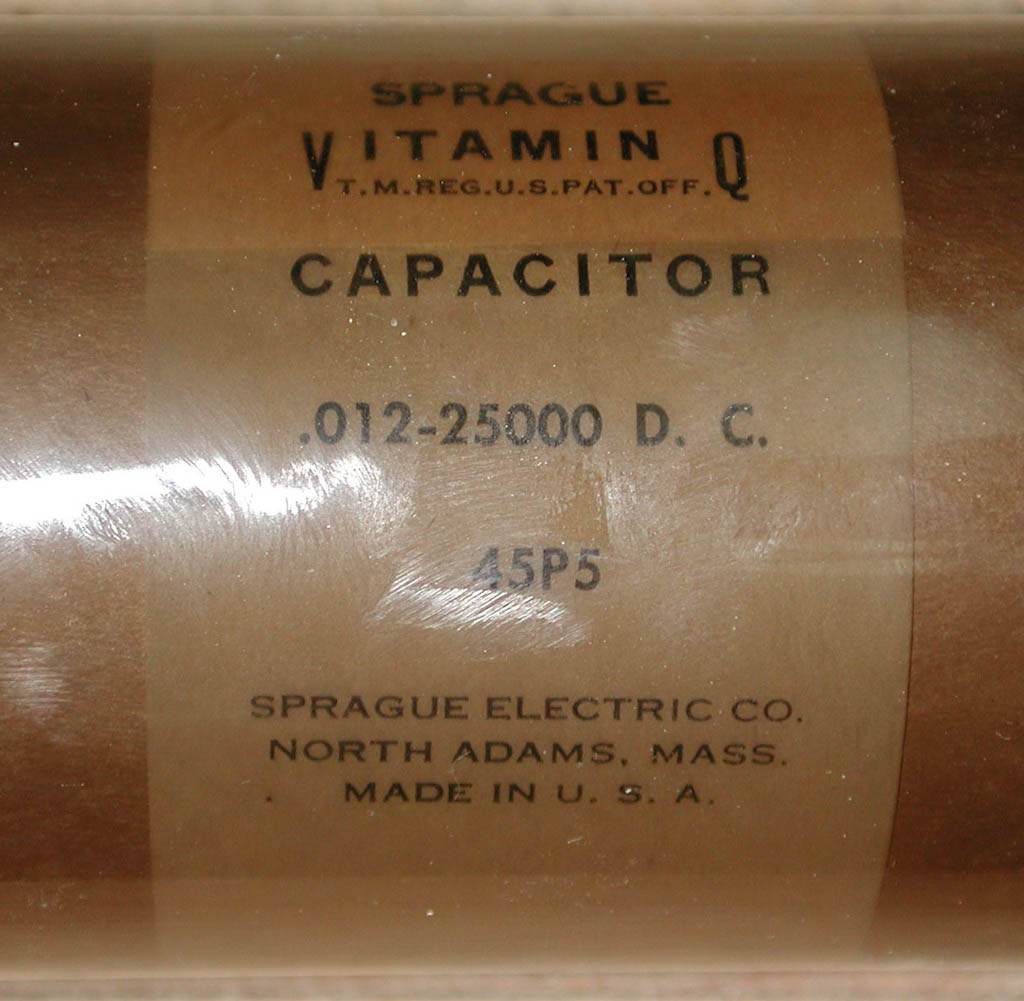 SPRAGUE
VITAMIN Q
T.M.REG.U.S.PAT.OFF.
CAPACITOR
.012-25000 D. C.
45P5
SPRAGUE ELECTRIC CO.
NORTH ADAMS, MASS.
MADE IN U. S. A.